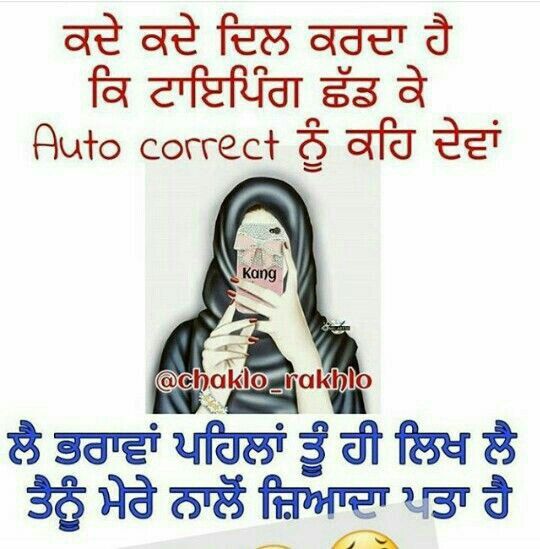 ਕਦੇ ਕਦੇ ਦਿਲ ਕਰਦਾ ਹੈ
ਕਿ ਟਾਇਪਿੰਗ ਛੱਡ ਕੇ
Auto correct ਨੂੰ ਕਹਿ ਦੇਵਾਂ
Kang
@chaklo_rakhlo
ਲੈ ਭਰਾਵਾਂ ਪਹਿਲਾਂ ਤੂੰ ਹੀ ਲਿਖ ਲੈ
ਤੈਨੂੰ ਮੇਰੇ ਨਾਲੋਂ ਜ਼ਿਆਦਾ ਪਤਾ ਹੈ